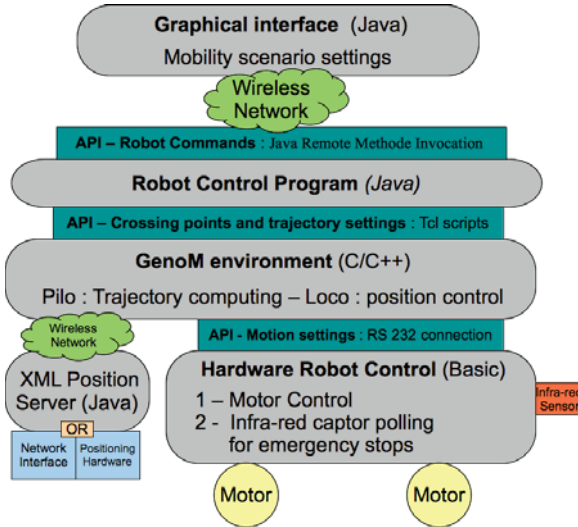 Graphical interface (Java)
Mobility scenario settings
Wireless
Network
API – Robot Commands : Java Remote Methode Invocation
Robot Control Program (Java)
API – Crossing points and trajectory settings : Tcl scripts
GenoM environment (C/C++)
Pilo : Trajectory computing – Loco : position control
Wireless
Network
API - Motion settings : RS 232 connection
XML Position
Server (Java)
OR
Network
Interface
Positioning
Hardware
Hardware Robot Control (Basic)
1 – Motor Control
2 - Infra-red captor polling
for emergency stops
Infra-red
Sensor
Motor
Motor